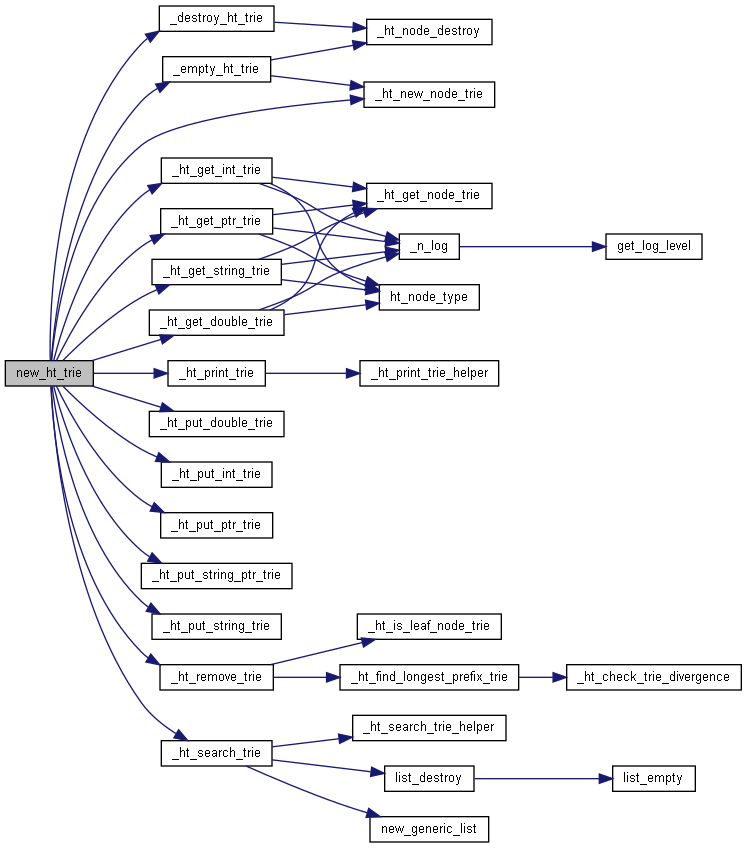 _destroy_ht_trie
_ht_node_destroy
_empty_ht_trie
_ht_new_node_trie
_ht_get_int_trie
_ht_get_node_trie
_ht_get_ptr_trie
_n_log
get_log_level
_ht_get_string_trie
ht_node_type
_ht_get_double_trie
new_ht_trie
_ht_print_trie
_ht_print_trie_helper
_ht_put_double_trie
_ht_put_int_trie
_ht_put_ptr_trie
_ht_put_string_ptr_trie
_ht_put_string_trie
_ht_is_leaf_node_trie
_ht_remove_trie
_ht_find_longest_prefix_trie
_ht_check_trie_divergence
_ht_search_trie_helper
_ht_search_trie
list_destroy
list_empty
new_generic_list